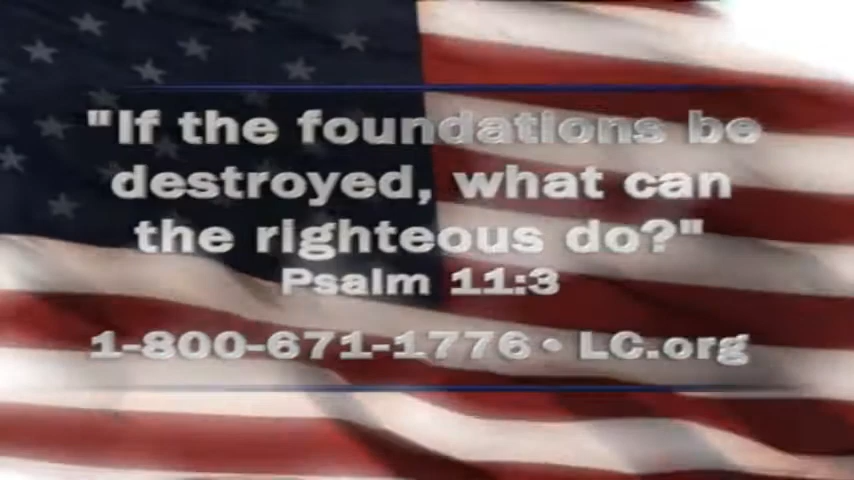 "If the foundations be
destroyed, what can
the righteous do?"
Psalm 11:3
1-800-671-1776 • LC.org